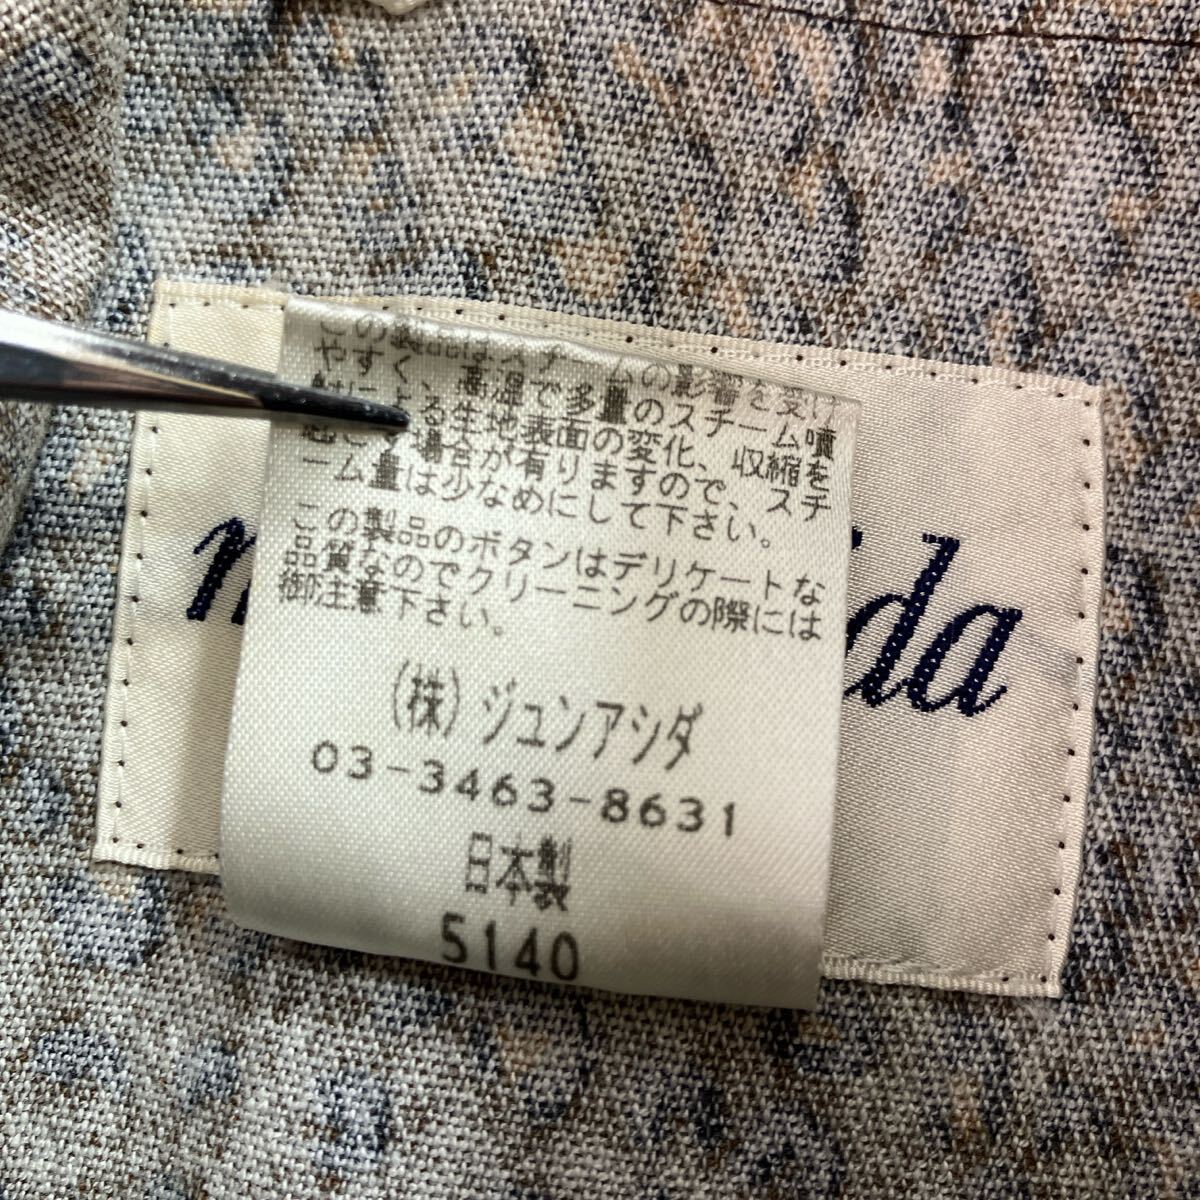 この製品はスチームの影響を受け
やすく、高温で多量のスチーム噴
射による生地表面の変化、収縮を
起こす場合が有りますので、スチ
ーム量は少なめにして下さい。
この製品のボタンはデリケートな
品質なのでクリーニングの際には
御注意下さい。
(株)ジュンアシダ
03-3463-8631
日本製
5140
da